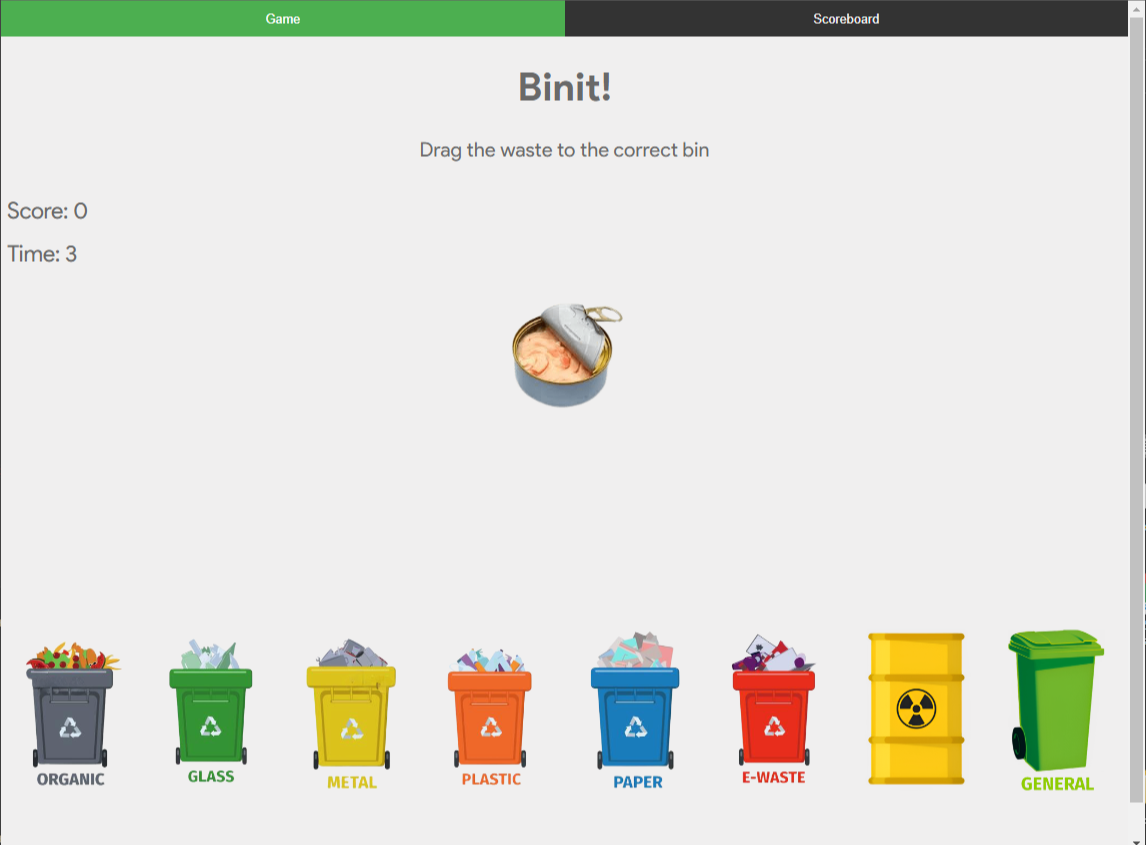 Game
Scoreboard
Binit!
Drag the waste to the correct bin
Score: 0
Time: 3
ORGANIC
GLASS
METAL
PLASTIC
PAPER
E-WASTE
GENERAL